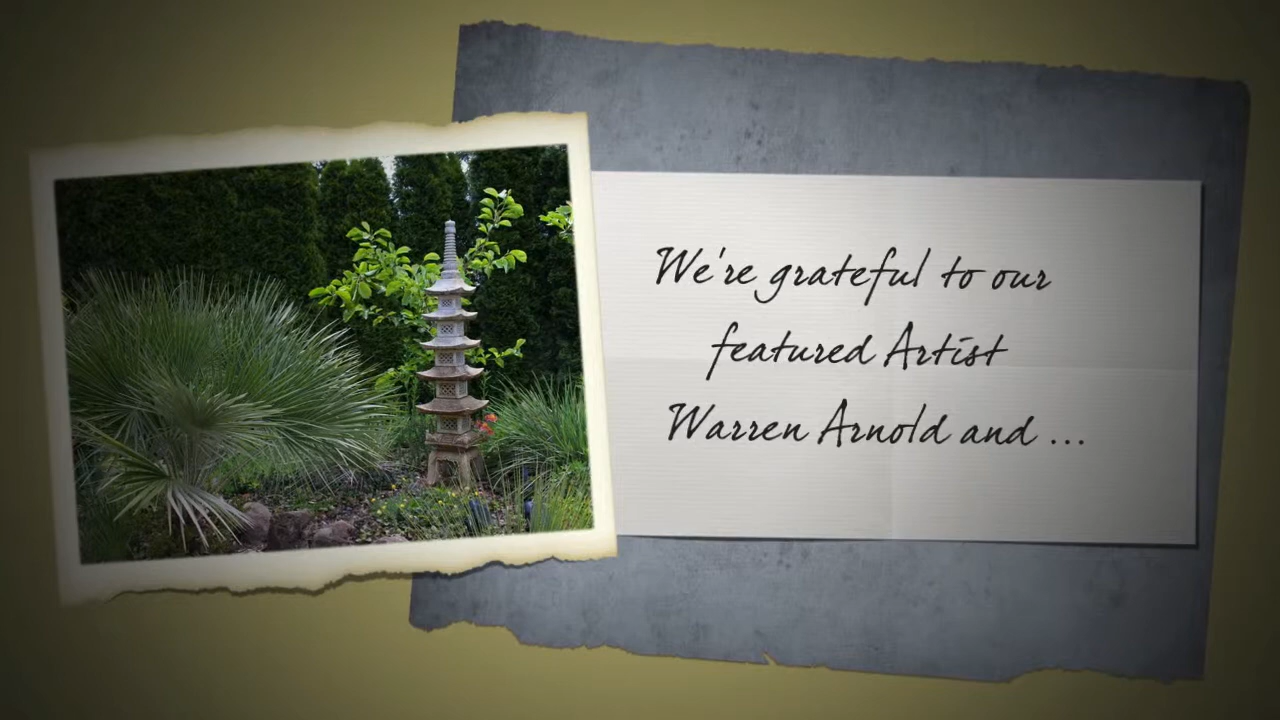 We're grateful to our
featured Artist
Warren Arnold and ...